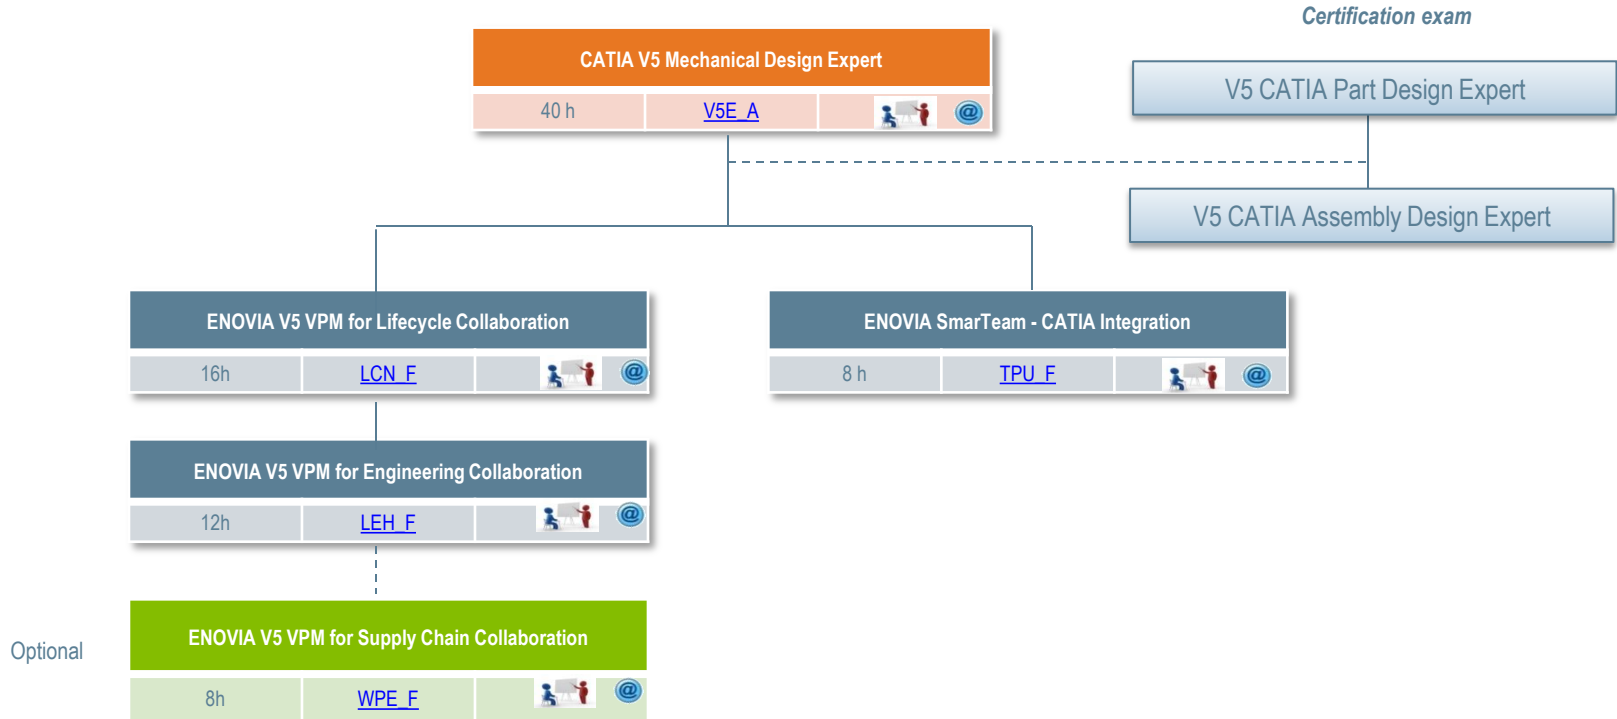 Certification exam
CATIA V5 Mechanical Design Expert
40 h V5E_A @
V5 CATIA Part Design Expert
V5 CATIA Assembly Design Expert
ENOVIA V5 VPM for Lifecycle Collaboration
16h LCN_F @
ENOVIA SmarTeam - CATIA Integration
8 h TPU_F @
ENOVIA V5 VPM for Engineering Collaboration
12h LEH_F @
Optional
ENOVIA V5 VPM for Supply Chain Collaboration
8h WPE_F @